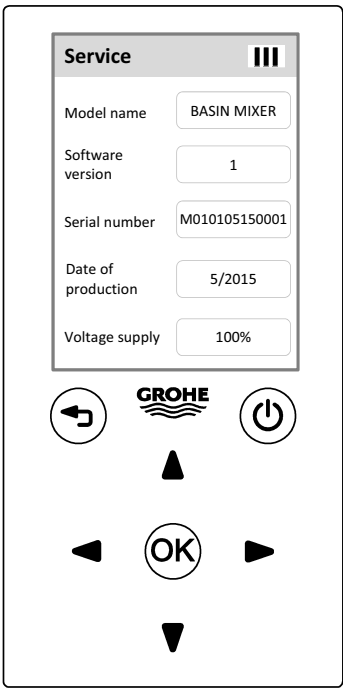 Service
Model name
BASIN MIXER
Software
version
1
Serial number
M010105150001
Date of
production
5/2015
Voltage supply
100%
GROHE
OK